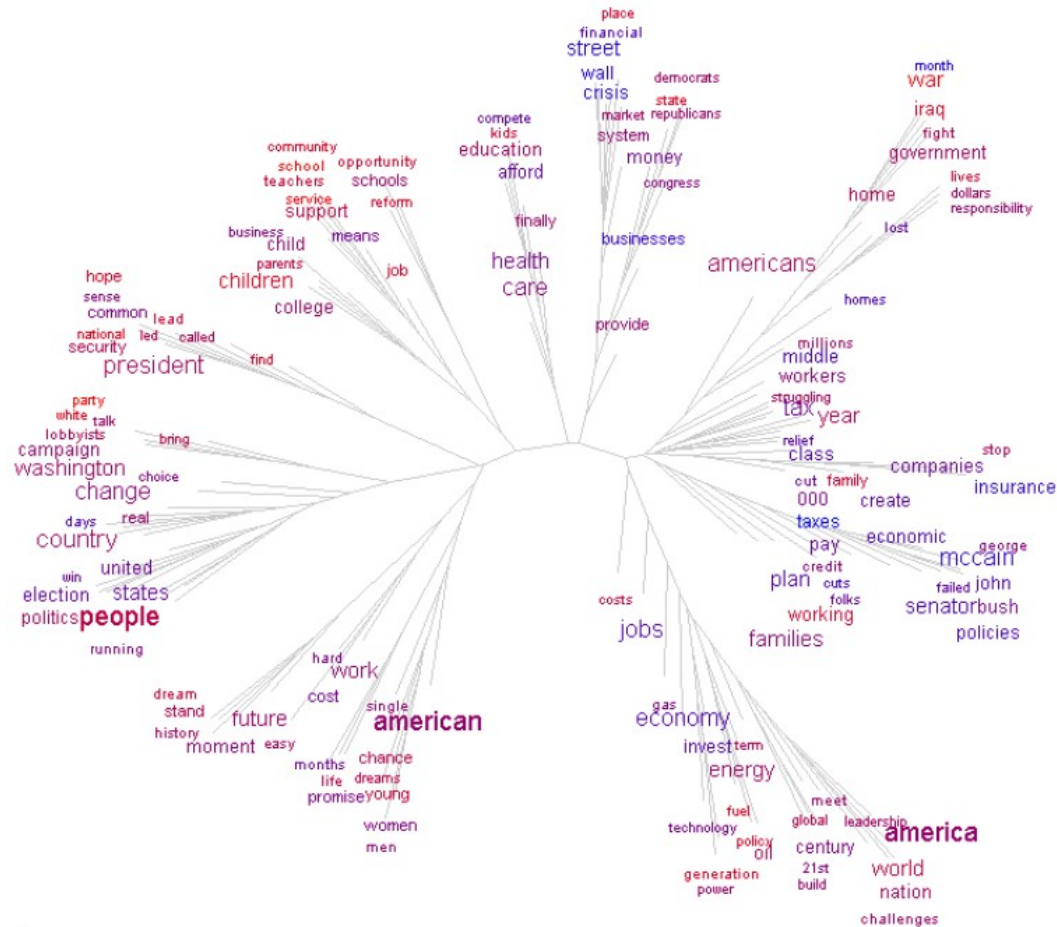 place
financial
street
wall
crisis
democrats
state
market republicans
system
money
congress
businesses
provide
month
war
iraq
fight
government
lives
home
dollars
responsibility
lost
americans
homes
compete
kids
education
afford
finally
health
care
community
school
opportunity
teachers
schools
service
reform
support
business
means
child
parents
job
children
college
hope
sense
common
lead
national
led
called
security
find
president
party
white
talk
lobbyists
bring
campaign
washington
choice
change
days
real
country
win
united
election
states
politics
people
running
millions
middle
workers
struggling
tax
year
relief
class
stop
companies
insurance
cut
family
000
create
taxes
economic
pay
george
mccain
credit
plan
cuts
failed
john
folks
senator
bush
working
policies
families
costs
jobs
hard
work
cost
dream
stand
future
single
american
history
moment
easy
months
chance
life
dreams
promise
young
women
men
gas
economy
invest
term
energy
fuel
meet
technology
global
leadership
america
policy
oil
century
generation
21st
world
power
build
nation
challenges